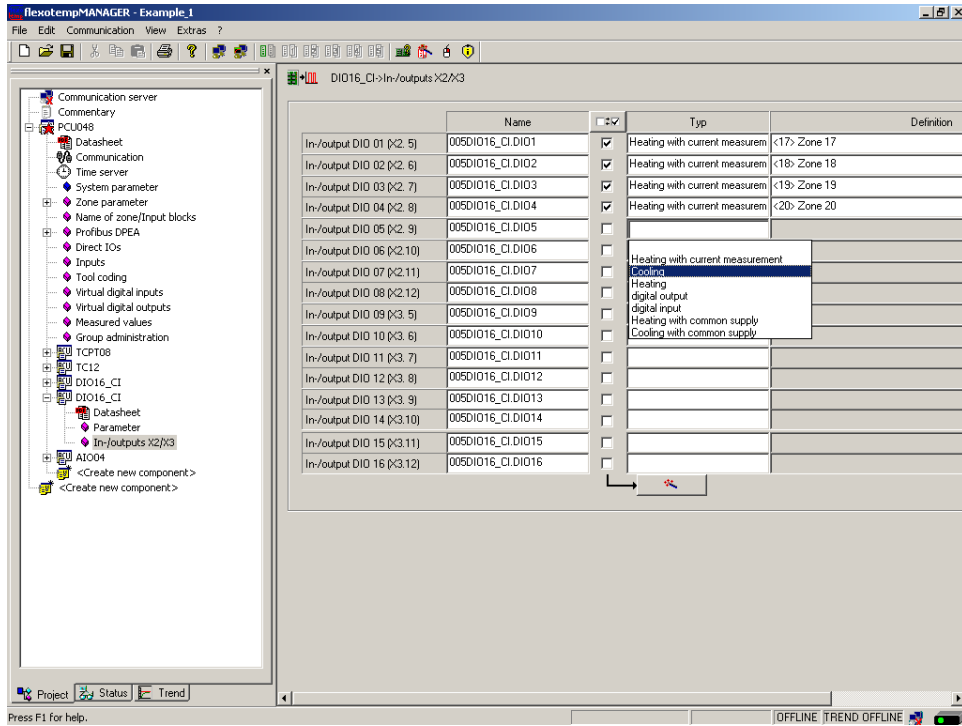 flexotempMANAGER - Example_1
File Edit Communication View Extras ?
DIO16_CI->In-/outputs X2/X3
Communication server
Commentary
PCU048
Datasheet
Communication
Time server
System parameter
Zone parameter
Name of zone/Input blocks
Profibus DPEA
Direct IOs
Inputs
Tool coding
Virtual digital inputs
Virtual digital outputs
Measured values
Group administration
TCPT08
TC12
DIO16_CI
DIO16_CI
Datasheet
Parameter
In-/outputs X2/X3
AIO04
<Create new component>
<Create new component>
Name Typ Definition
In-/output DIO 01 (X2. 5) 005DIO16_CI.DIO1 Heating with current measurem <17> Zone 17
In-/output DIO 02 (X2. 6) 005DIO16_CI.DIO2 Heating with current measurem <18> Zone 18
In-/output DIO 03 (X2. 7) 005DIO16_CI.DIO3 Heating with current measurem <19> Zone 19
In-/output DIO 04 (X2. 8) 005DIO16_CI.DIO4 Heating with current measurem <20> Zone 20
In-/output DIO 05 (X2. 9) 005DIO16_CI.DIO5
In-/output DIO 06 (X2.10) 005DIO16_CI.DIO6
In-/output DIO 07 (X2.11) 005DIO16_CI.DIO7
In-/output DIO 08 (X2.12) 005DIO16_CI.DIO8
In-/output DIO 09 (X3. 5) 005DIO16_CI.DIO9
In-/output DIO 10 (X3. 6) 005DIO16_CI.DIO10
In-/output DIO 11 (X3. 7) 005DIO16_CI.DIO11
In-/output DIO 12 (X3. 8) 005DIO16_CI.DIO12
In-/output DIO 13 (X3. 9) 005DIO16_CI.DIO13
In-/output DIO 14 (X3.10) 005DIO16_CI.DIO14
In-/output DIO 15 (X3.11) 005DIO16_CI.DIO15
In-/output DIO 16 (X3.12) 005DIO16_CI.DIO16
Heating with current measurement
Cooling
Heating
digital output
digital input
Heating with common supply
Cooling with common supply
Project Status Trend
Press F1 for help.
OFFLINE TREND OFFLINE